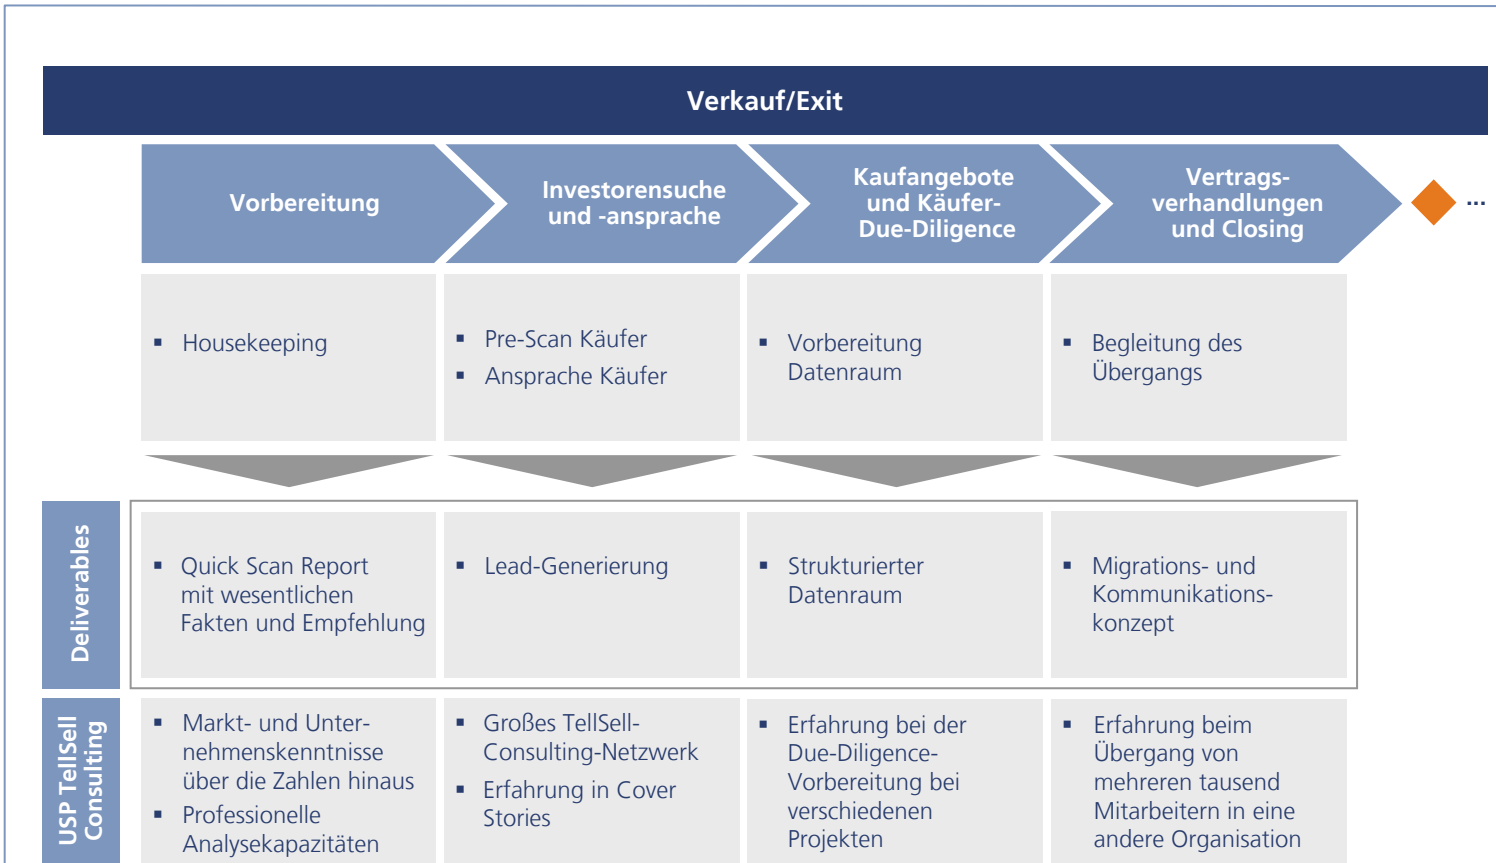 Verkauf/Exit
Vorbereitung
Investorensuche
und -ansprache
Kaufangebote
und Käufer-
Due-Diligence
Vertrags-
verhandlungen
und Closing
...
▪ Housekeeping
▪ Pre-Scan Käufer
▪ Ansprache Käufer
▪ Vorbereitung
Datenraum
▪ Begleitung des
Übergangs
Deliverables
▪ Quick Scan Report
mit wesentlichen
Fakten und Empfehlung
▪ Lead-Generierung
▪ Strukturierter
Datenraum
▪ Migrations- und
Kommunikations-
konzept
USP TellSell
Consulting
▪ Markt- und Unter-
nehmenskenntnisse
über die Zahlen hinaus
▪ Professionelle
Analysekapazitäten
▪ Großes TellSell-
Consulting-Netzwerk
▪ Erfahrung in Cover
Stories
▪ Erfahrung bei der
Due-Diligence-
Vorbereitung bei
verschiedenen
Projekten
▪ Erfahrung beim
Übergang von
mehreren tausend
Mitarbeitern in eine
andere Organisation